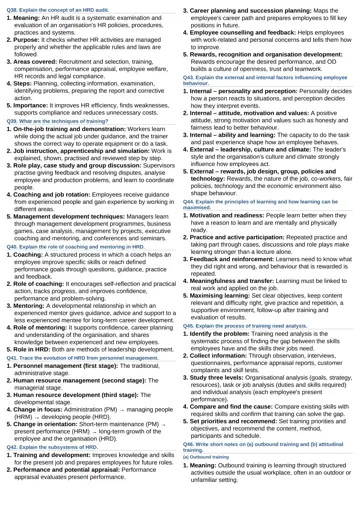 Q38. Explain the concept of an HRD audit.
1. Meaning: An HR audit is a systematic examination and
evaluation of an organisation's HR policies, procedures,
practices and systems.
2. Purpose: It checks whether HR activities are managed
properly and whether the applicable rules and laws are
followed.
3. Areas covered: Recruitment and selection, training,
compensation, performance appraisal, employee welfare,
HR records and legal compliance.
4. Steps: Planning, collecting information, examination,
identifying problems, preparing the report and corrective
action.
5. Importance: It improves HR efficiency, finds weaknesses,
supports compliance and reduces unnecessary costs.
Q39. What are the techniques of training?
1. On-the-job training and demonstration: Workers learn
while doing the actual job under guidance, and the trainer
shows the correct way to operate equipment or do a task.
2. Job instruction, apprenticeship and simulation: Work is
explained, shown, practised and reviewed step by step.
3. Role play, case study and group discussion: Supervisors
practise giving feedback and resolving disputes, analyse
employee and production problems, and learn to coordinate
people.
4. Coaching and job rotation: Employees receive guidance
from experienced people and gain experience by working in
different areas.
5. Management development techniques: Managers learn
through management development programmes, business
games, case analysis, management by projects, executive
coaching and mentoring, and conferences and seminars.
Q40. Explain the role of coaching and mentoring in HRD.
1. Coaching: A structured process in which a coach helps an
employee improve specific skills or reach defined
performance goals through questions, guidance, practice
and feedback.
2. Role of coaching: It encourages self-reflection and practical
action, tracks progress, and improves confidence,
performance and problem-solving.
3. Mentoring: A developmental relationship in which an
experienced mentor gives guidance, advice and support to a
less experienced mentee for long-term career development.
4. Role of mentoring: It supports confidence, career planning
and understanding of the organisation, and shares
knowledge between experienced and new employees.
5. Role in HRD: Both are methods of leadership development.
Q41. Trace the evolution of HRD from personnel management.
1. Personnel management (first stage): The traditional,
administrative stage.
2. Human resource management (second stage): The
managerial stage.
3. Human resource development (third stage): The
developmental stage.
4. Change in focus: Administration (PM) → managing people
(HRM) → developing people (HRD).
5. Change in orientation: Short-term maintenance (PM) →
present performance (HRM) → long-term growth of the
employee and the organisation (HRD).
Q42. Explain the subsystems of HRD.
1. Training and development: Improves knowledge and skills
for the present job and prepares employees for future roles.
2. Performance and potential appraisal: Performance
appraisal evaluates present performance.
3. Career planning and succession planning: Maps the
employee's career path and prepares employees to fill key
positions in future.
4. Employee counselling and feedback: Helps employees
with work-related and personal concerns and tells them how
to improve.
5. Rewards, recognition and organisation development:
Rewards encourage the desired performance, and OD
builds a culture of openness, trust and teamwork.
Q43. Explain the external and internal factors influencing employee
behaviour.
1. Internal – personality and perception: Personality decides
how a person reacts to situations, and perception decides
how they interpret events.
2. Internal – attitude, motivation and values: A positive
attitude, strong motivation and values such as honesty and
fairness lead to better behaviour.
3. Internal – ability and learning: The capacity to do the task
and past experience shape how an employee behaves.
4. External – leadership, culture and climate: The leader's
style and the organisation's culture and climate strongly
influence how employees act.
5. External – rewards, job design, group, policies and
technology: Rewards, the nature of the job, co-workers, fair
policies, technology and the economic environment also
shape behaviour.
Q44. Explain the principles of learning and how learning can be
maximised.
1. Motivation and readiness: People learn better when they
have a reason to learn and are mentally and physically
ready.
2. Practice and active participation: Repeated practice and
taking part through cases, discussions and role plays make
learning stronger than a lecture alone.
3. Feedback and reinforcement: Learners need to know what
they did right and wrong, and behaviour that is rewarded is
repeated.
4. Meaningfulness and transfer: Learning must be linked to
real work and applied on the job.
5. Maximising learning: Set clear objectives, keep content
relevant and difficulty right, give practice and repetition, a
supportive environment, follow-up after training and
evaluation of results.
Q45. Explain the process of training need analysis.
1. Identify the problem: Training need analysis is the
systematic process of finding the gap between the skills
employees have and the skills their jobs need.
2. Collect information: Through observation, interviews,
questionnaires, performance appraisal reports, customer
complaints and skill tests.
3. Study three levels: Organisational analysis (goals, strategy,
resources), task or job analysis (duties and skills required)
and individual analysis (each employee's present
performance).
4. Compare and find the cause: Compare existing skills with
required skills and confirm that training can solve the gap.
5. Set priorities and recommend: Set training priorities and
objectives, and recommend the content, method,
participants and schedule.
Q46. Write short notes on (a) outbound training and (b) attitudinal
training.
(a) Outbound training
1. Meaning: Outbound training is learning through structured
activities outside the usual workplace, often in an outdoor or
unfamiliar setting.